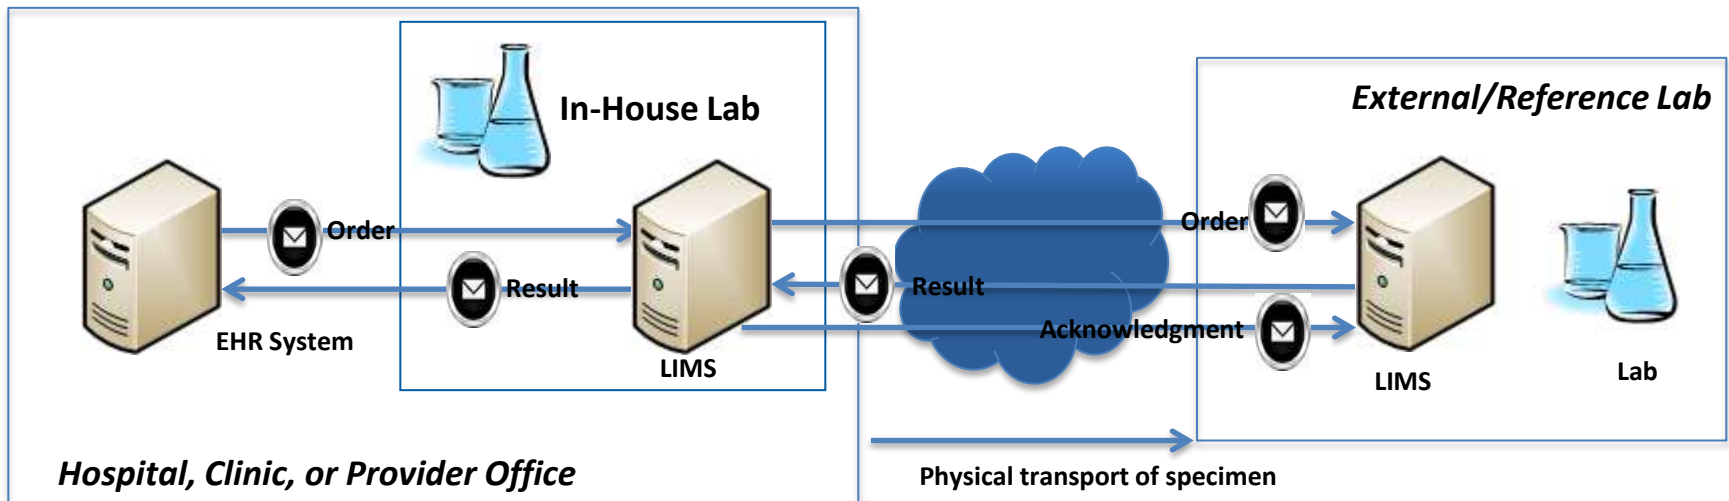 In-House Lab
External/Reference Lab
Order
Order
Result
Result
Acknowledgment
EHR System
LIMS
LIMS
Lab
Hospital, Clinic, or Provider Office
Physical transport of specimen